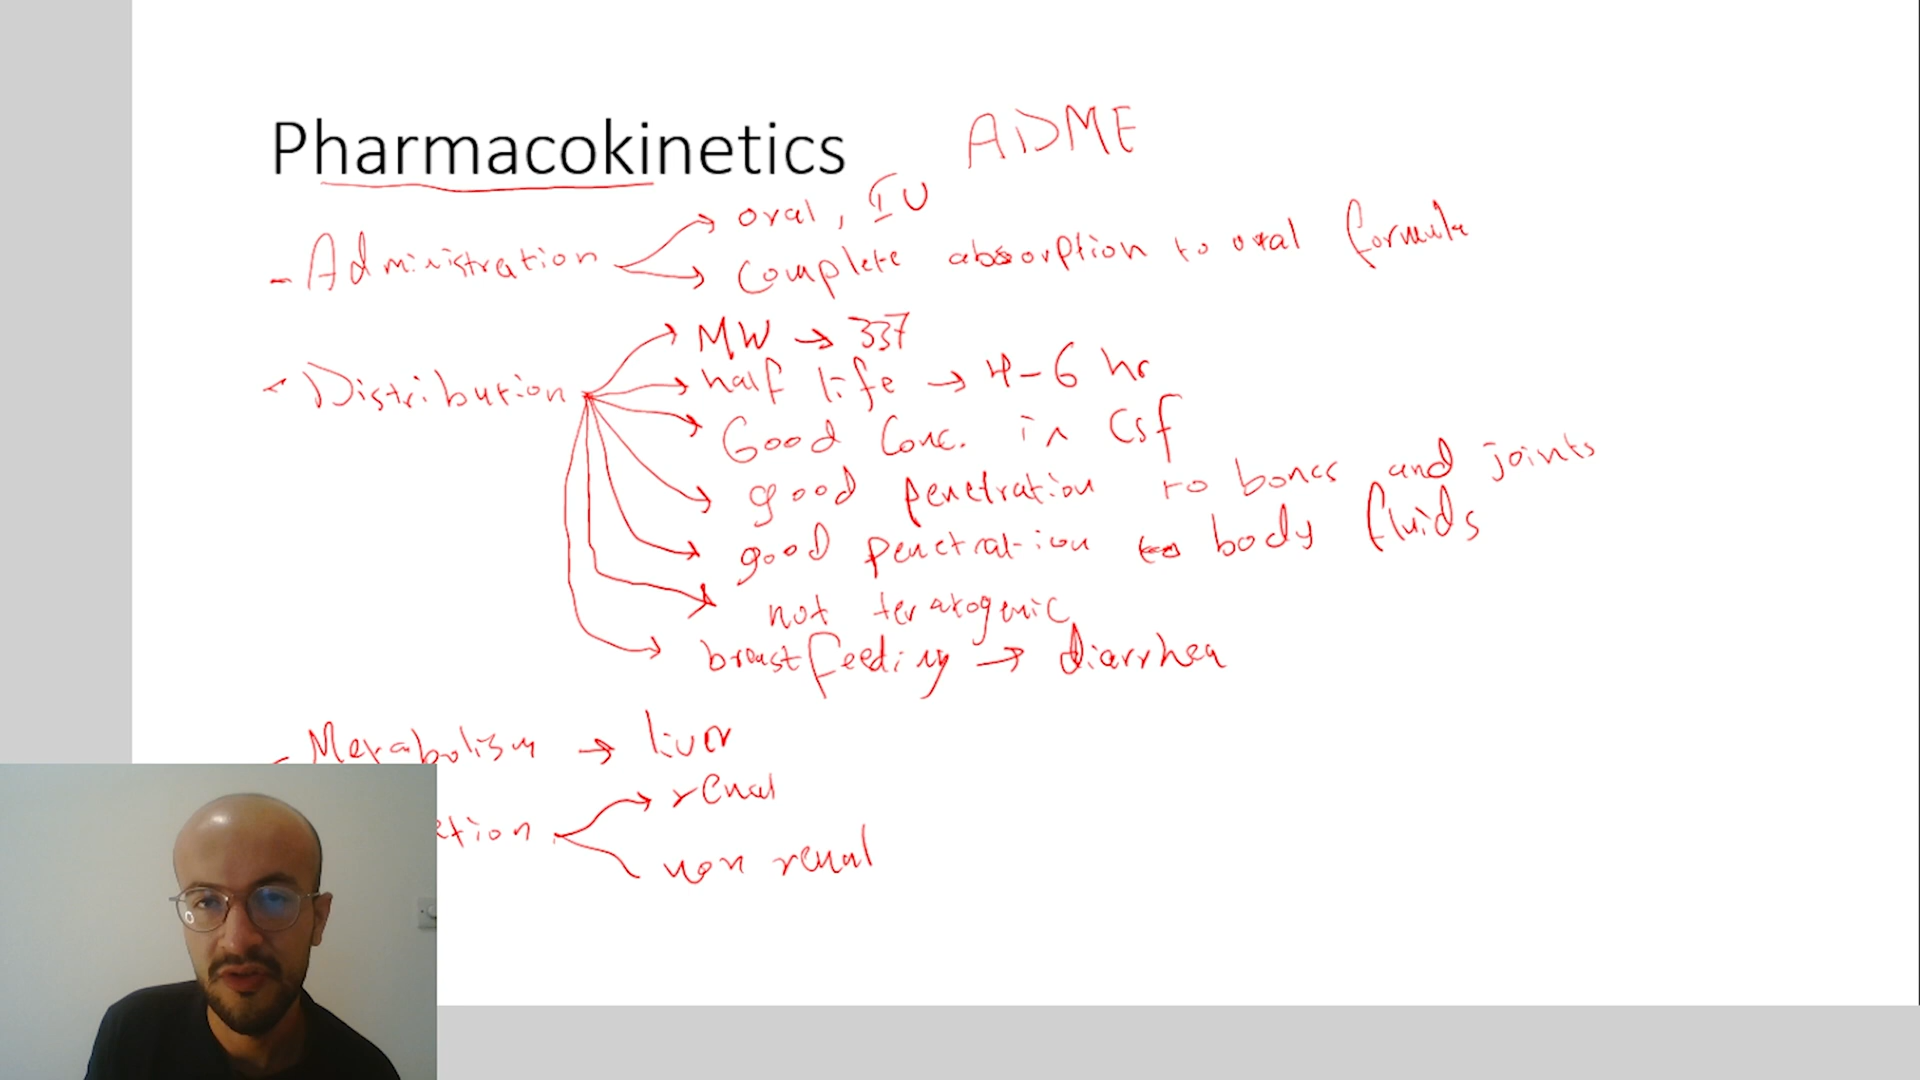 Pharmacokinetics ADME
- Administration → oral, IV
→ Complete absorption to oral formula
- Distribution → MW → 337
→ half life → 4-6 hr
→ Good Conc. in Csf
→ good penetration to bones and joints
→ good penetration to body fluids
→ not teratogenic
→ breastfeeding → diarrhea
- Metabolism → liver
etion → renal
non renal